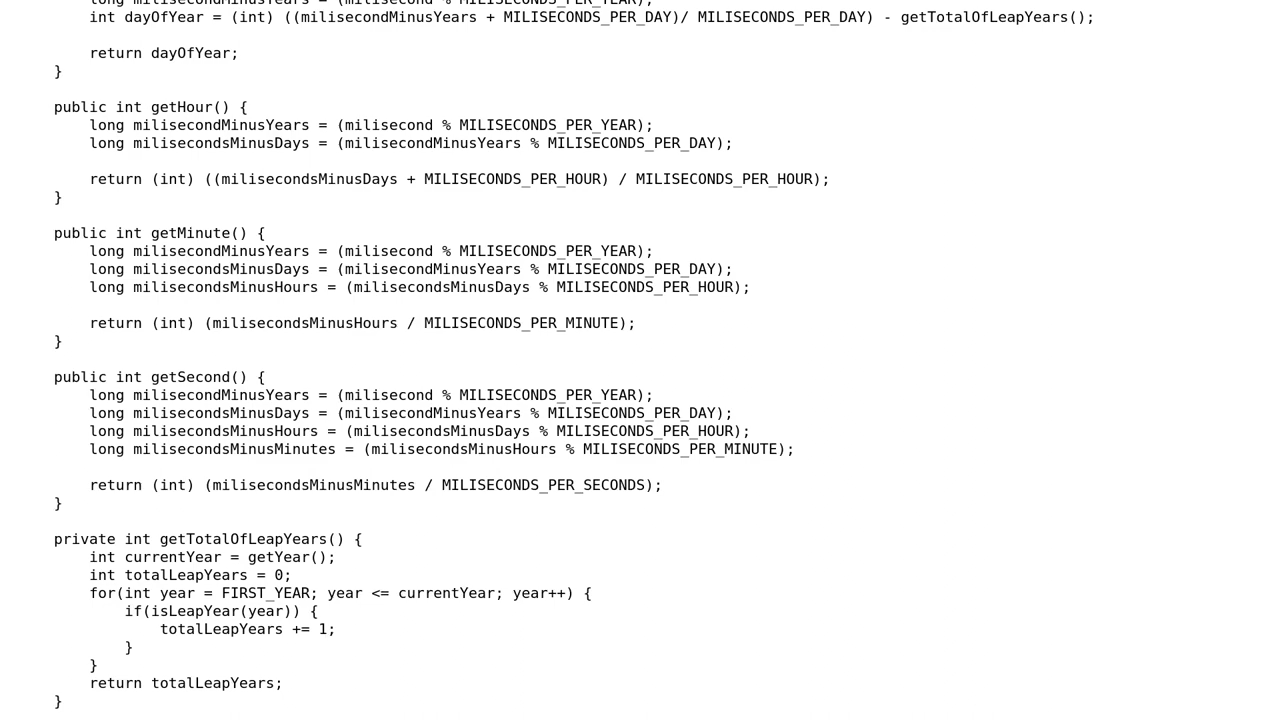 long milisecondMinusYears = (milisecond % MILISECONDS_PER_YEAR);
int dayOfYear = (int) ((milisecondMinusYears + MILISECONDS_PER_DAY)/ MILISECONDS_PER_DAY) - getTotalOfLeapYears();
return dayOfYear;
}
public int getHour() {
long milisecondMinusYears = (milisecond % MILISECONDS_PER_YEAR);
long milisecondsMinusDays = (milisecondMinusYears % MILISECONDS_PER_DAY);
return (int) ((milisecondsMinusDays + MILISECONDS_PER_HOUR) / MILISECONDS_PER_HOUR);
}
public int getMinute() {
long milisecondMinusYears = (milisecond % MILISECONDS_PER_YEAR);
long milisecondsMinusDays = (milisecondMinusYears % MILISECONDS_PER_DAY);
long milisecondsMinusHours = (milisecondsMinusDays % MILISECONDS_PER_HOUR);
return (int) (milisecondsMinusHours / MILISECONDS_PER_MINUTE);
}
public int getSecond() {
long milisecondMinusYears = (milisecond % MILISECONDS_PER_YEAR);
long milisecondsMinusDays = (milisecondMinusYears % MILISECONDS_PER_DAY);
long milisecondsMinusHours = (milisecondsMinusDays % MILISECONDS_PER_HOUR);
long milisecondsMinusMinutes = (milisecondsMinusHours % MILISECONDS_PER_MINUTE);
return (int) (milisecondsMinusMinutes / MILISECONDS_PER_SECONDS);
}
private int getTotalOfLeapYears() {
int currentYear = getYear();
int totalLeapYears = 0;
for(int year = FIRST_YEAR; year <= currentYear; year++) {
if(isLeapYear(year)) {
totalLeapYears += 1;
}
}
return totalLeapYears;
}